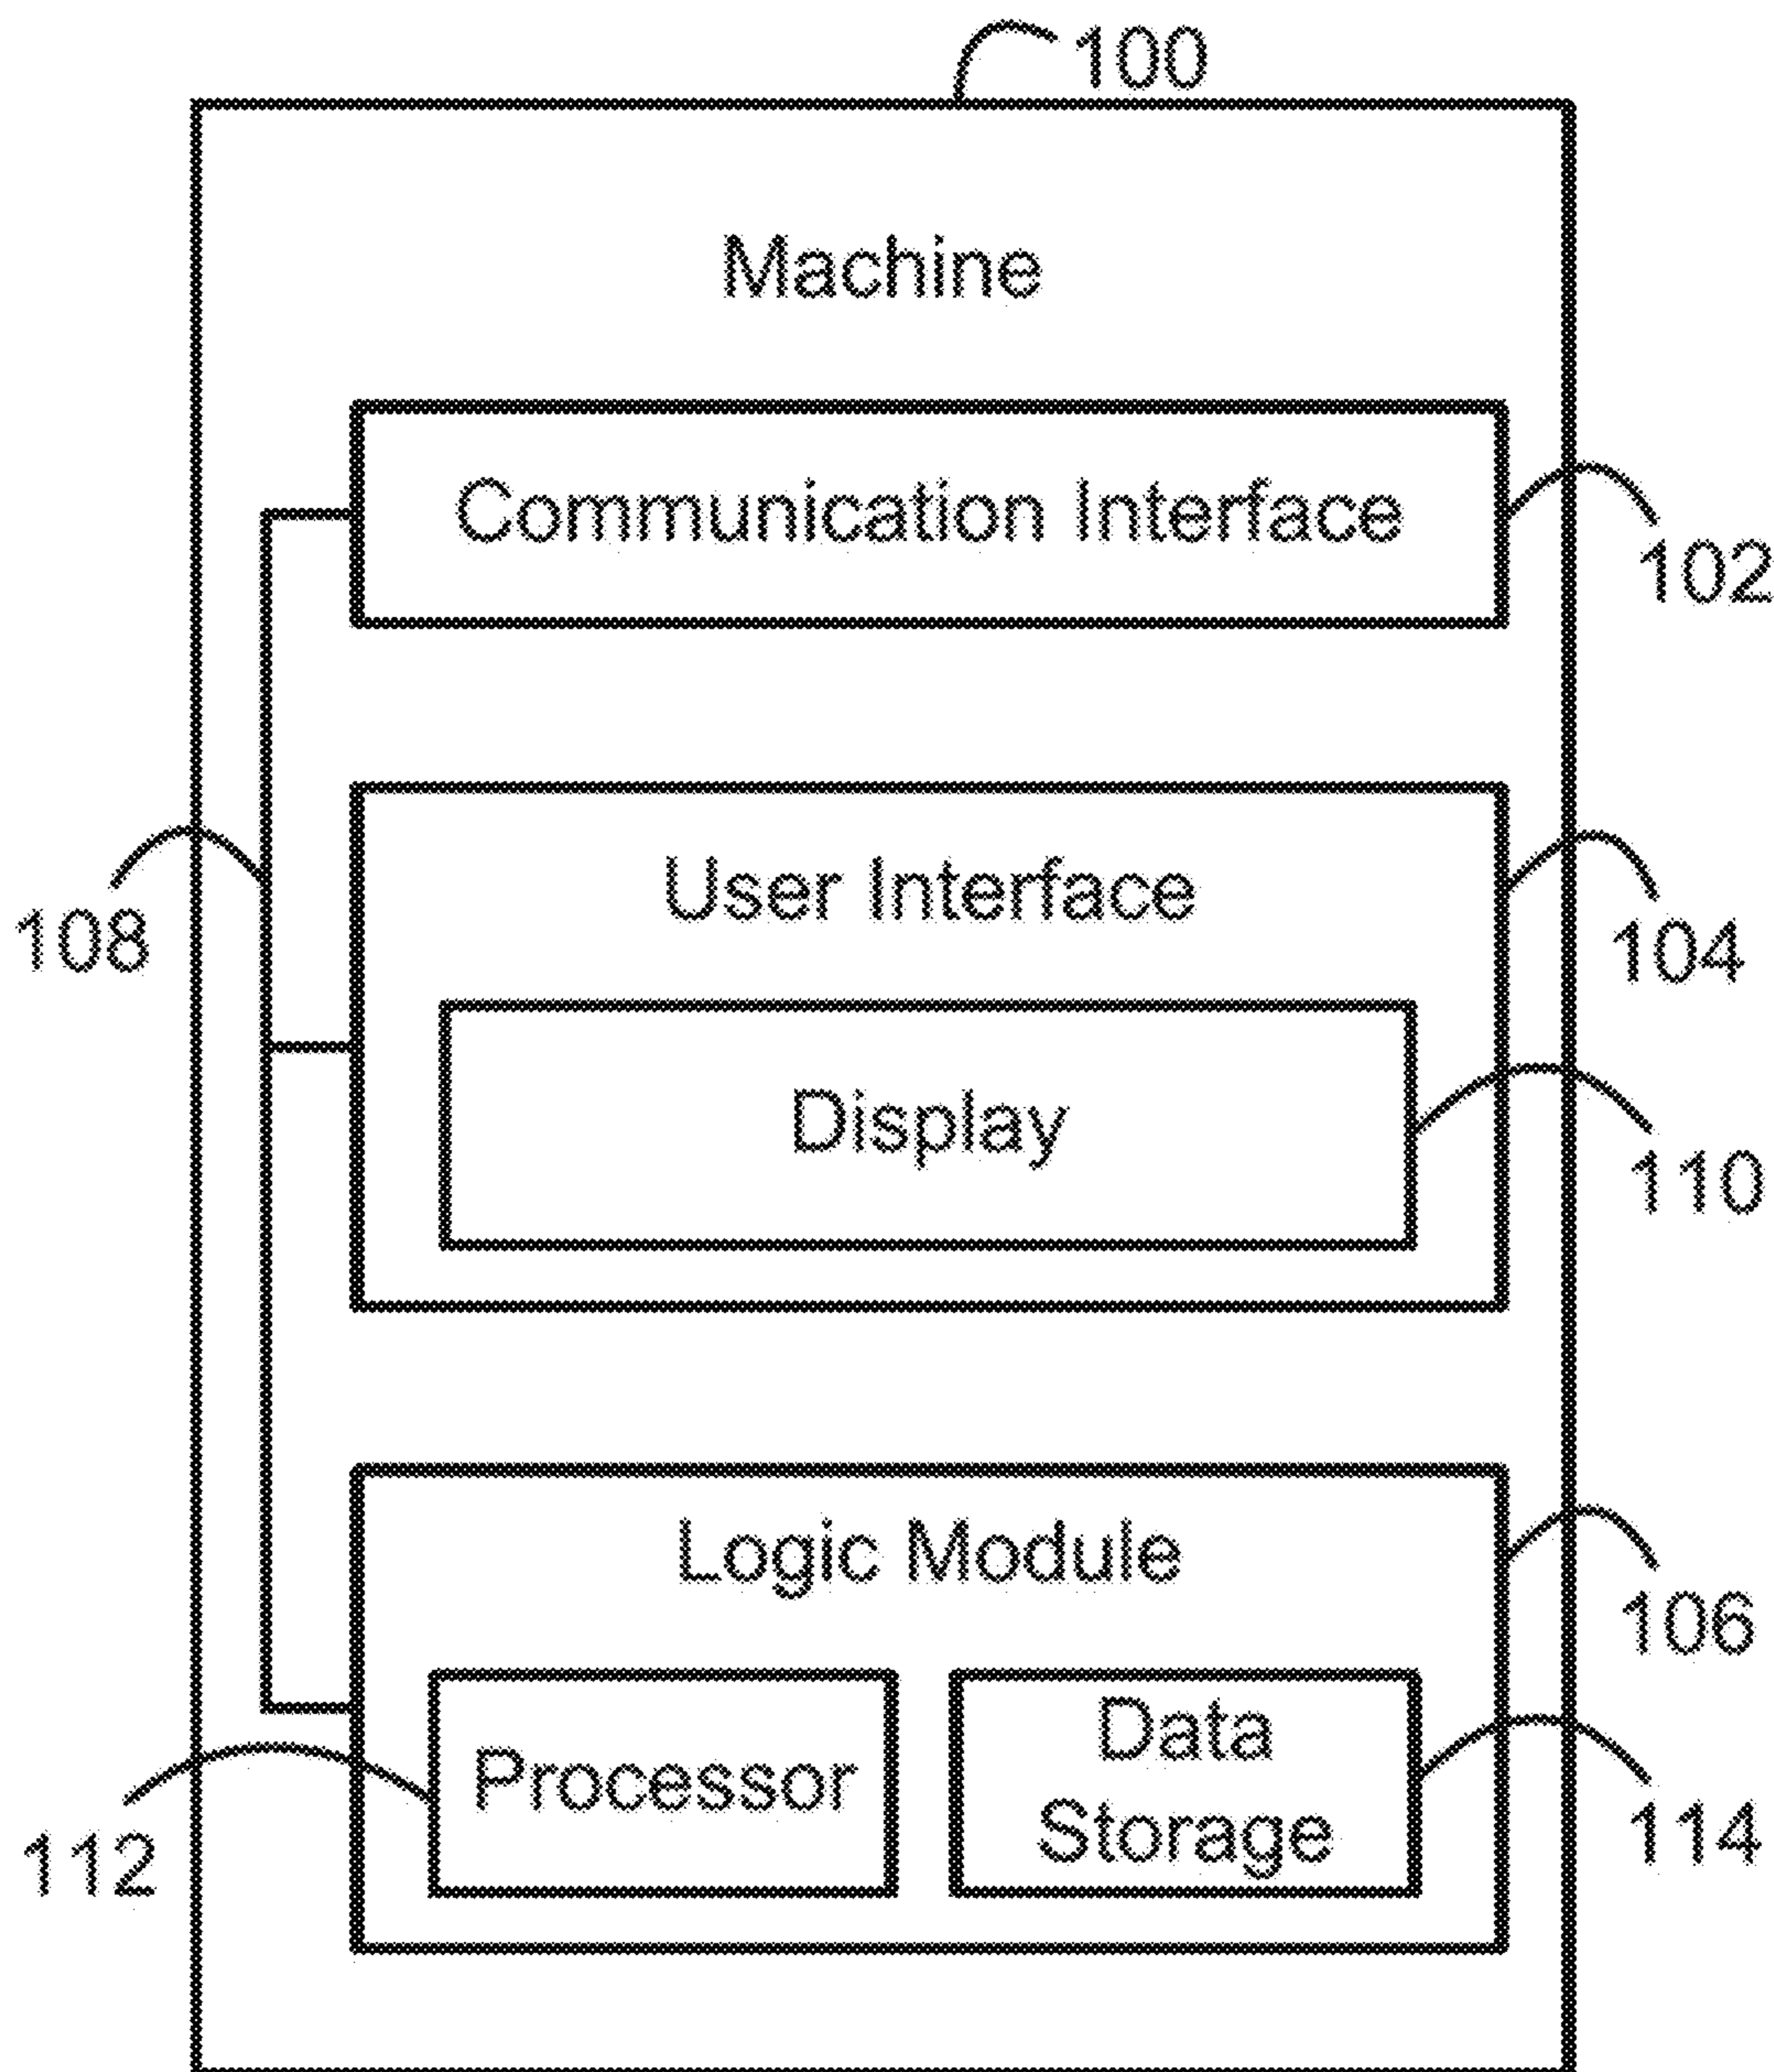 100
Machine
Communication Interface
102
User Interface
108
104
Display
110
Logic Module
106
Processor
Data
Storage
112
114